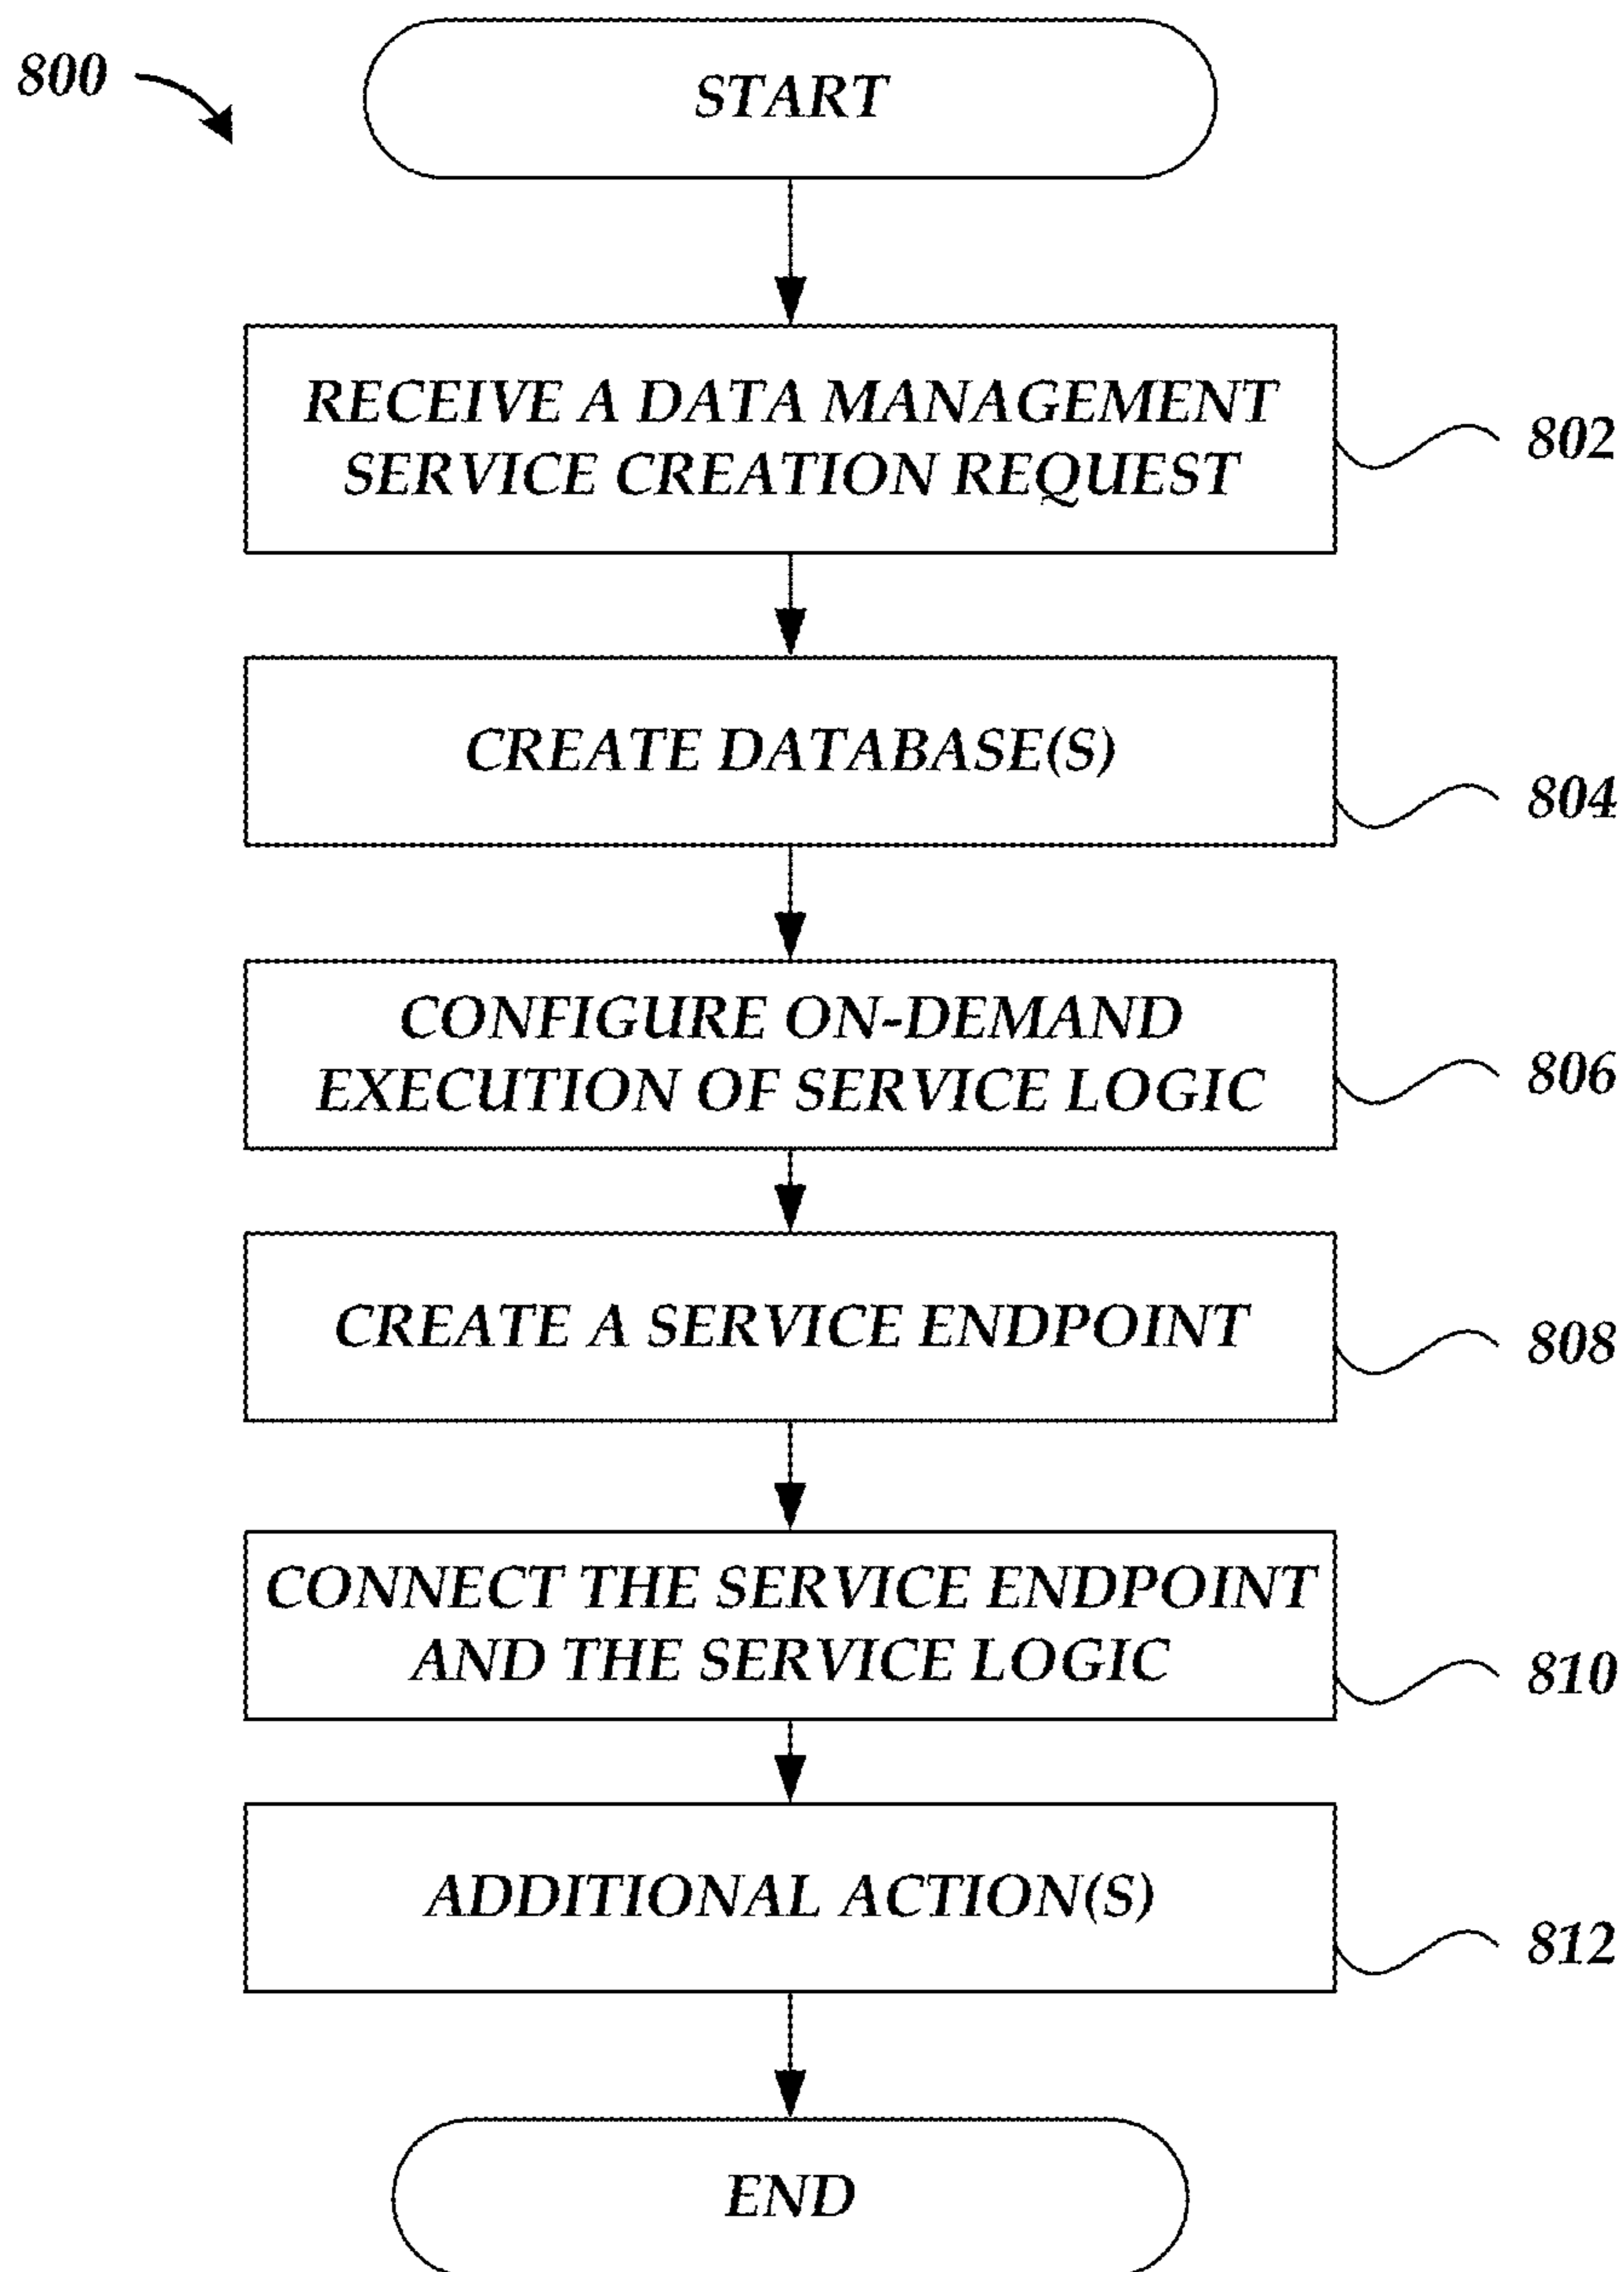 800
START
RECEIVE A DATA MANAGEMENT
SERVICE CREATION REQUEST
802
CREATE DATABASE(S)
804
CONFIGURE ON-DEMAND
EXECUTION OF SERVICE LOGIC
806
CREATE A SERVICE ENDPOINT
808
CONNECT THE SERVICE ENDPOINT
AND THE SERVICE LOGIC
810
ADDITIONAL ACTION(S)
812
END